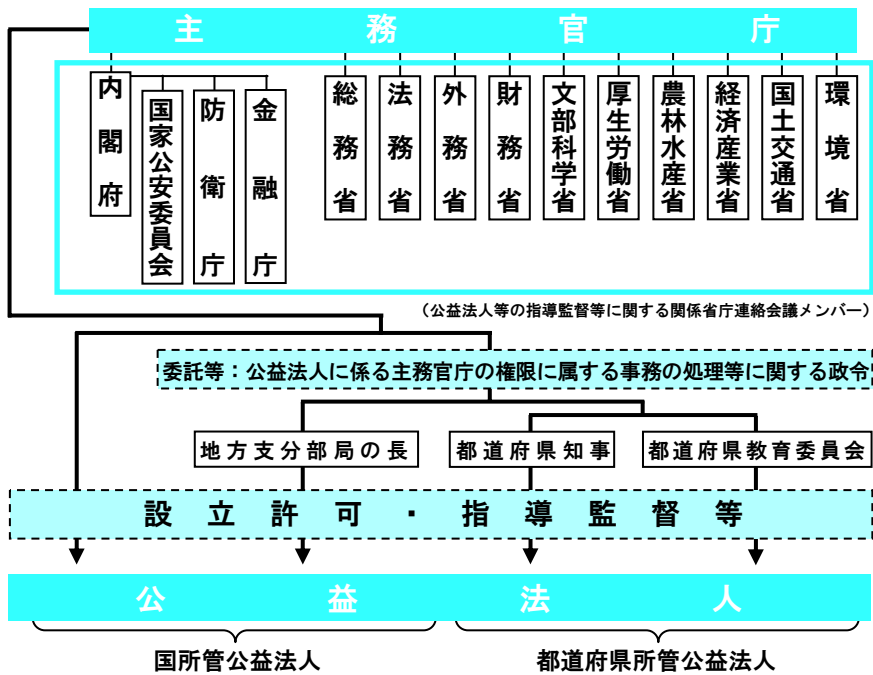 主務官庁
内閣府
国家公安委員会
防衛庁
金融庁
総務省
法務省
外務省
財務省
文部科学省
厚生労働省
農林水産省
経済産業省
国土交通省
環境省
（公益法人等の指導監督等に関する関係省庁連絡会議メンバー）
委託等：公益法人に係る主務官庁の権限に属する事務の処理等に関する政令
地方支分部局の長
都道府県知事
都道府県教育委員会
設立許可・指導監督等
公益法人
国所管公益法人
都道府県所管公益法人